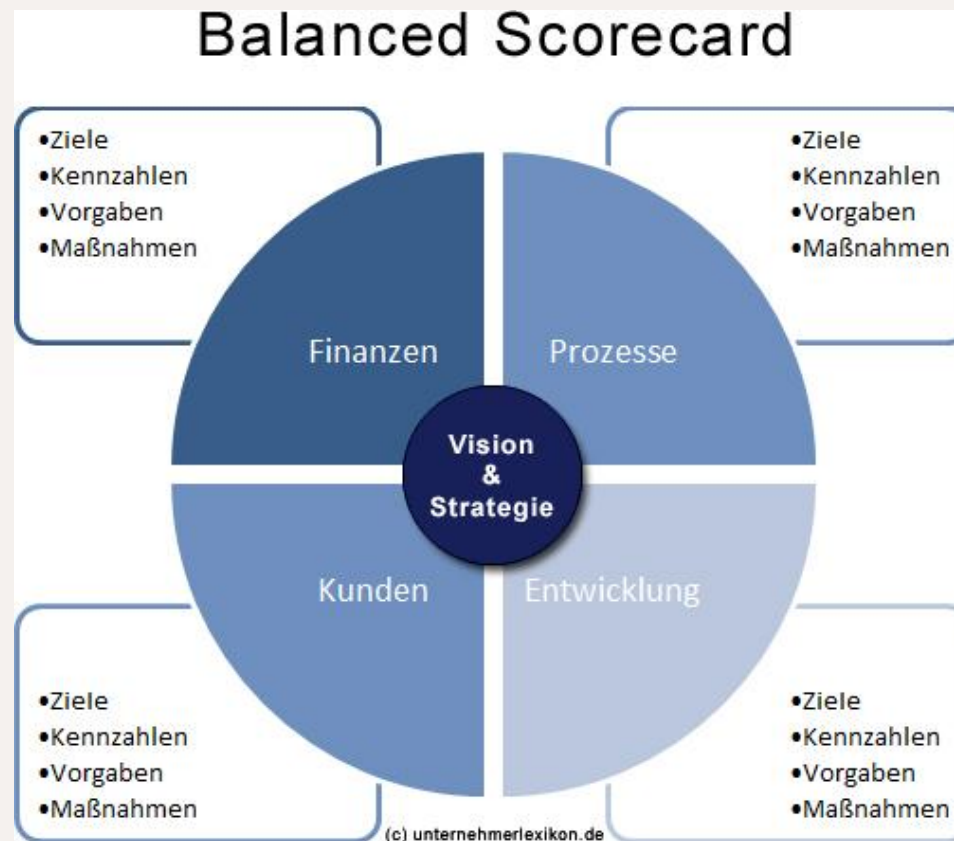 Balanced Scorecard
•Ziele
•Kennzahlen
•Vorgaben
•Maßnahmen
•Ziele
•Kennzahlen
•Vorgaben
•Maßnahmen
Finanzen
Prozesse
Vision
&
Strategie
Kunden
Entwicklung
•Ziele
•Kennzahlen
•Vorgaben
•Maßnahmen
•Ziele
•Kennzahlen
•Vorgaben
•Maßnahmen
(c) unternehmerlexikon.de